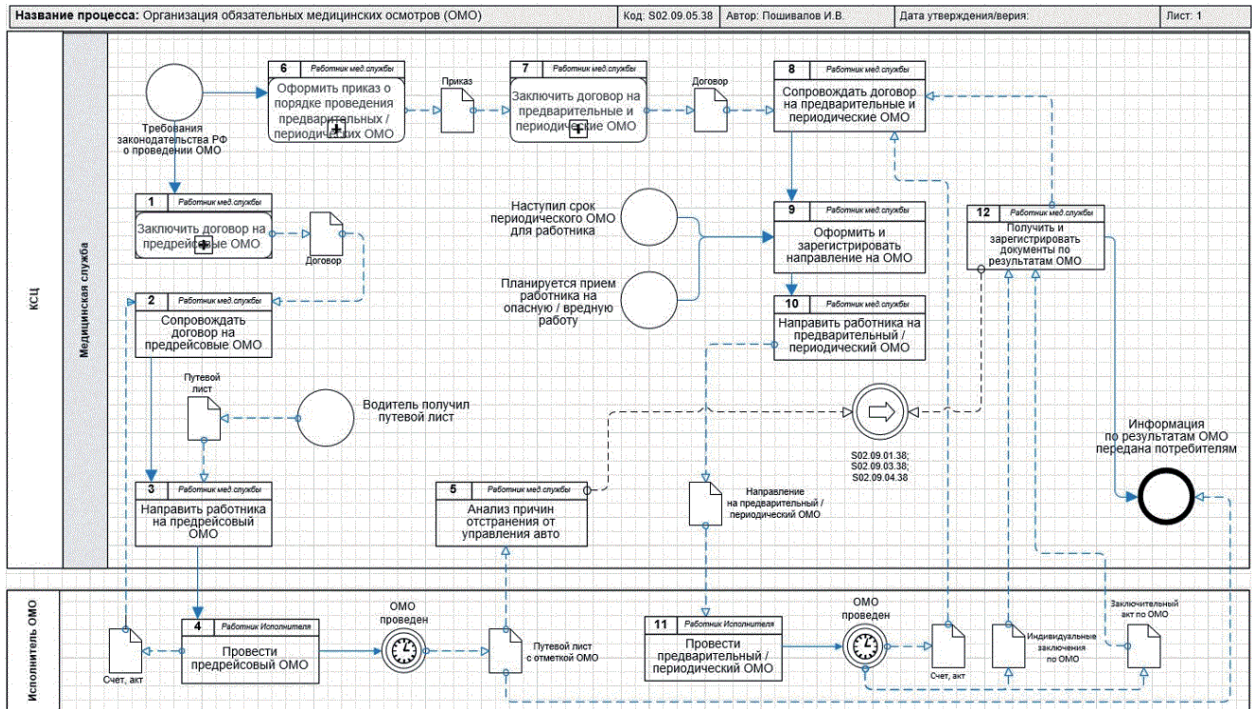 Название процесса: Организация обязательных медицинских осмотров (ОМО)
Код: S02.09.05.38
Автор: Пошивалов И.В.
Дата утверждения/верия:
Лист: 1
КСЦ
Медицинская служба
Требования
законодательства РФ
о проведении ОМО
6 Работник мед.службы
Оформить приказ о
порядке проведения
предварительных /
периодических ОМО
Приказ
7 Работник мед.службы
Заключить договор на
предварительные и
периодические ОМО
Договор
8 Работник мед.службы
Сопровождать договор
на предварительные и
периодические ОМО
1 Работник мед.службы
Заключить договор на
предрейсовые ОМО
Договор
Наступил срок
периодического ОМО
для работника
9 Работник мед.службы
Оформить и
зарегистрировать
направление на ОМО
12 Работник мед.службы
Получить и
зарегистрировать
документы по
результатам ОМО
Планируется прием
работника на
опасную / вредную
работу
2 Работник мед.службы
Сопровождать
договор на
предрейсовые ОМО
10 Работник мед.службы
Направить работника на
предварительный /
периодический ОМО
Путевой
лист
Водитель получил
путевой лист
S02.09.01.38;
S02.09.03.38;
S02.09.04.38
Информация
по результатам ОМО
передана потребителям
3 Работник мед.службы
Направить работника
на предрейсовый
ОМО
5 Работник мед.службы
Анализ причин
отстранения от
управления авто
Направление
на предварительный /
периодический ОМО
Исполнитель ОМО
Счет, акт
4 Работник Исполнителя
Провести
предрейсовый ОМО
ОМО
проведен
Путевой лист
с отметкой ОМО
11 Работник Исполнителя
Провести
предварительный /
периодический ОМО
ОМО
проведен
Счет, акт
Индивидуальные
заключения
по ОМО
Заключительный
акт по ОМО